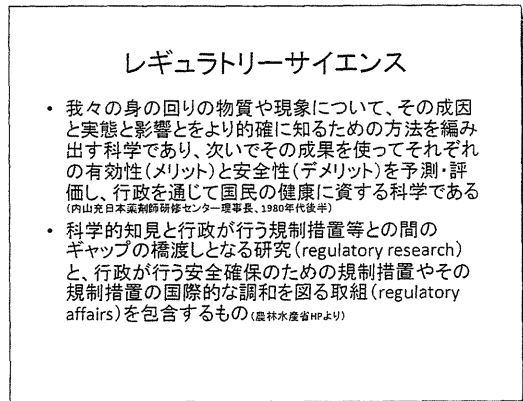 レギュラトリーサイエンス
• 我々の身の回りの物質や現象について、その成因
と実態と影響とをより的確に知るための方法を編み
出す科学であり、次いでその成果を使ってそれぞれ
の有効性(メリット)と安全性(デメリット)を予測・評
価し、行政を通じて国民の健康に資する科学である
(内山充日本薬剤師研修センター理事長、1980年代後半)
• 科学的知見と行政が行う規制措置等との間の
ギャップの橋渡しとなる研究(regulatory research)
と、行政が行う安全確保のための規制措置やその
規制措置の国際的な調和を図る取組(regulatory
affairs)を包含するもの(農林水産省HPより)